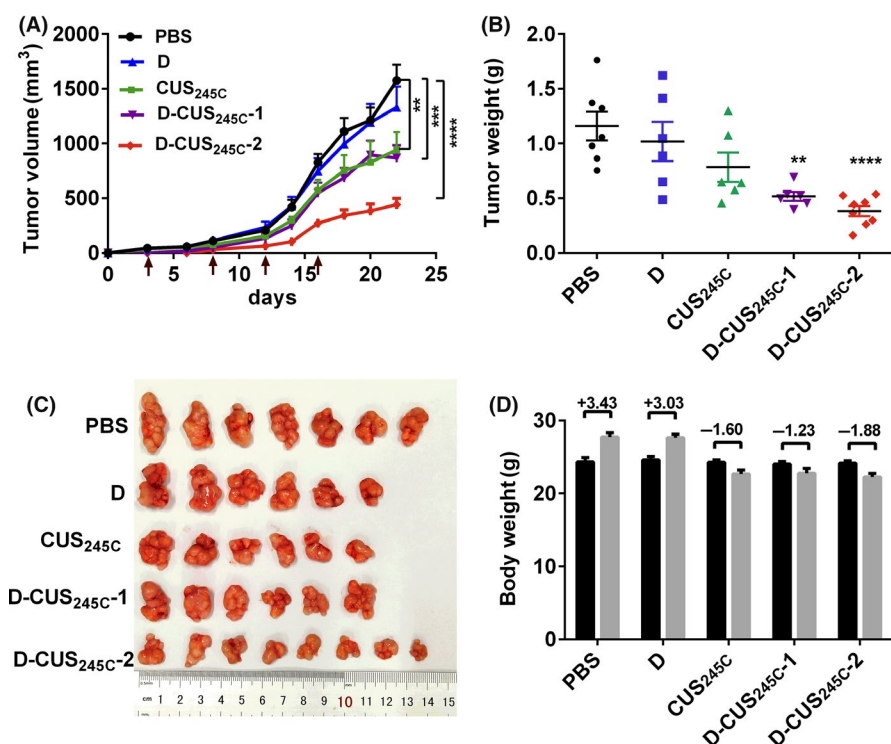 (A)
Tumor volume (mm³)
2000
1500
1000
500
0
PBS
D
CUS245C
D-CUS245C-1
D-CUS245C-2
**
***
****
0 5 10 15 20 25
days
(B)
Tumor weight (g)
2.0
1.5
1.0
0.5
0.0
** ****
PBS
D
CUS245C
D-CUS245C-1
D-CUS245C-2
(C)
PBS
D
CUS245C
D-CUS245C-1
D-CUS245C-2
cm 1 2 3 4 5 6 7 8 9 10 11 12 13 14 15
(D)
Body weight (g)
30
20
10
0
+3.43 +3.03 −1.60 −1.23 −1.88
PBS
D
CUS245C
D-CUS245C-1
D-CUS245C-2